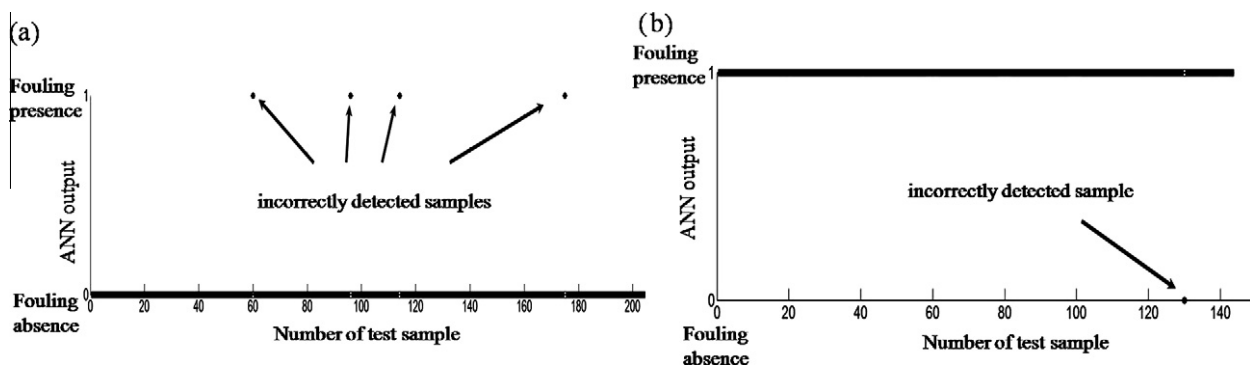 (a)
Fouling
presence
1
ANN output
incorrectly detected samples
0
Fouling
absence
0 20 40 60 80 100 120 140 160 180 200
Number of test sample
(b)
Fouling
presence
1
ANN output
incorrectly detected sample
0
Fouling
absence
0 20 40 60 80 100 120 140
Number of test sample